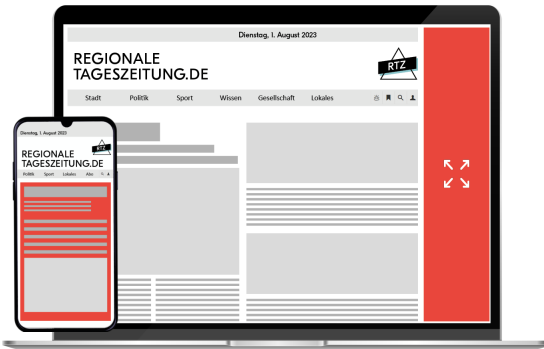 Dienstag, 1. August 2023
REGIONALE
TAGESZEITUNG.DE
RTZ
Stadt Politik Sport Wissen Gesellschaft Lokales
Dienstag, 1. August 2023
REGIONALE
TAGESZEITUNG.DE
RTZ
Politik Sport Lokales Abo